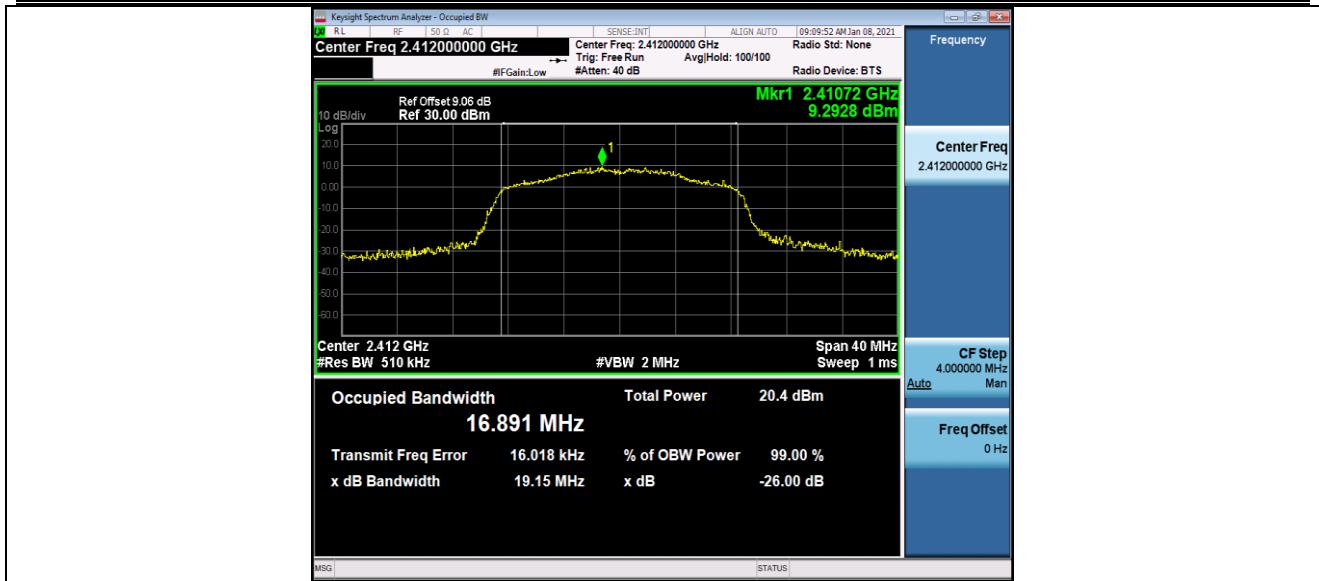 Keysight Spectrum Analyzer - Occupied BW
RL RF 50 Ω AC SENSE:INT ALIGN AUTO 09:09:52 AM Jan 08, 2021
Center Freq 2.412000000 GHz
Center Freq: 2.412000000 GHz Radio Std: None
Trig: Free Run Avg|Hold: 100/100
#IFGain:Low #Atten: 40 dB Radio Device: BTS
Frequency
Mkr1 2.41072 GHz
9.2928 dBm
Ref Offset 9.06 dB
10 dB/div Ref 30.00 dBm
Log
20.0
1
10.0
0.00
-10.0
-20.0
-30.0
-40.0
-50.0
-60.0
Center 2.412 GHz Span 40 MHz
#Res BW 510 kHz #VBW 2 MHz Sweep 1 ms
Center Freq
2.412000000 GHz
CF Step
4.000000 MHz
Auto Man
Freq Offset
0 Hz
Occupied Bandwidth Total Power 20.4 dBm
16.891 MHz
Transmit Freq Error 16.018 kHz % of OBW Power 99.00 %
x dB Bandwidth 19.15 MHz x dB -26.00 dB
MSG STATUS